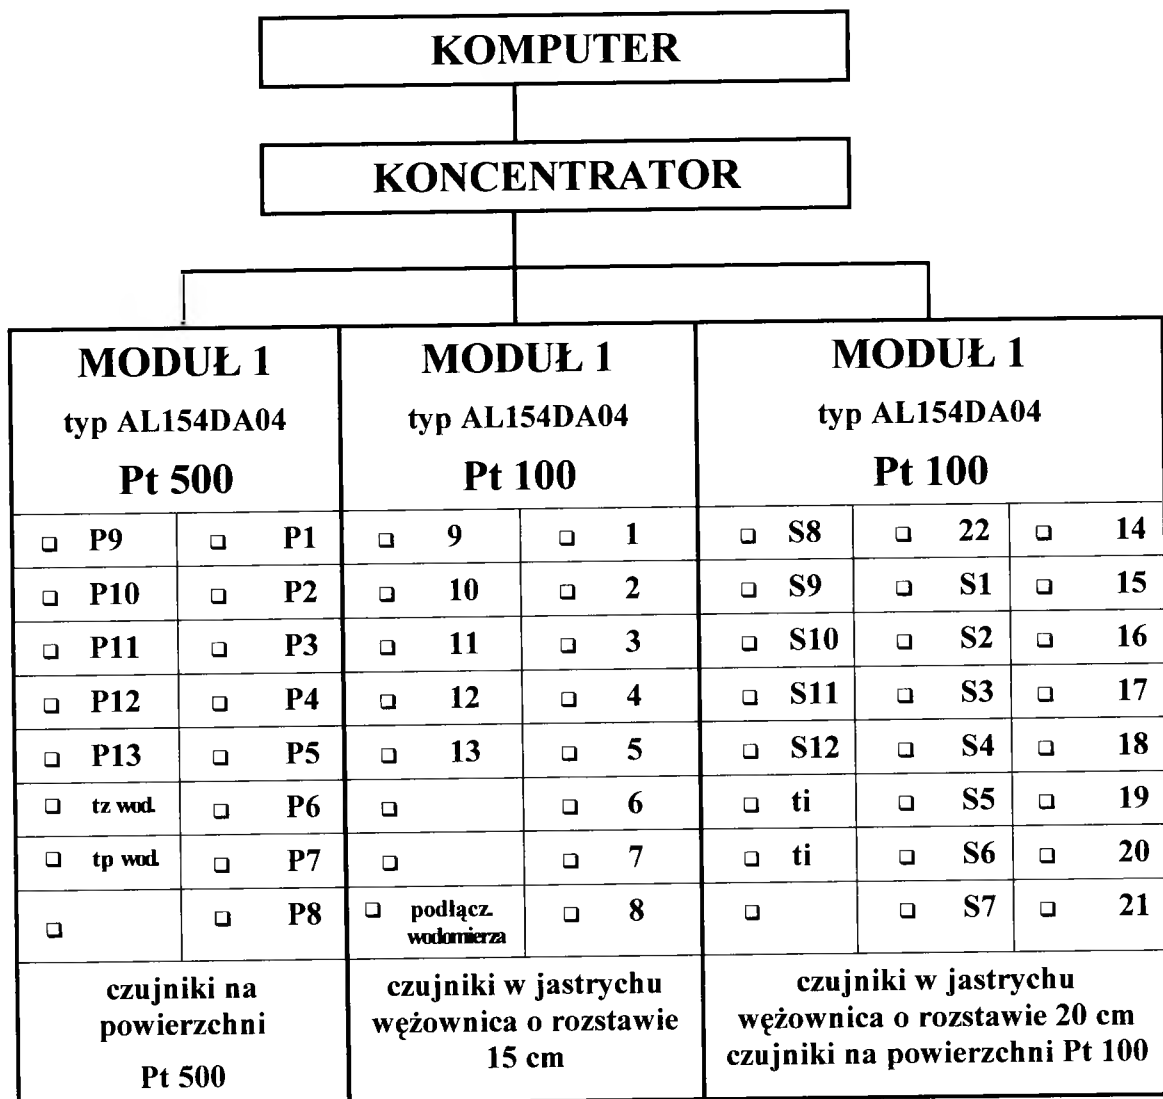 KOMPUTER
KONCENTRATOR
MODUŁ 1
typ AL154DA04
Pt 500
MODUŁ 1
typ AL154DA04
Pt 100
MODUŁ 1
typ AL154DA04
Pt 100
P9 P1 9 1 S8 22 14
P10 P2 10 2 S9 S1 15
P11 P3 11 3 S10 S2 16
P12 P4 12 4 S11 S3 17
P13 P5 13 5 S12 S4 18
tz wod. P6 6 ti S5 19
tp wod. P7 7 ti S6 20
P8 podłącz. 8 S7 21
wodomierza
czujniki na
powierzchni
Pt 500
czujniki w jastrychu
wężownica o rozstawie
15 cm
czujniki w jastrychu
wężownica o rozstawie 20 cm
czujniki na powierzchni Pt 100